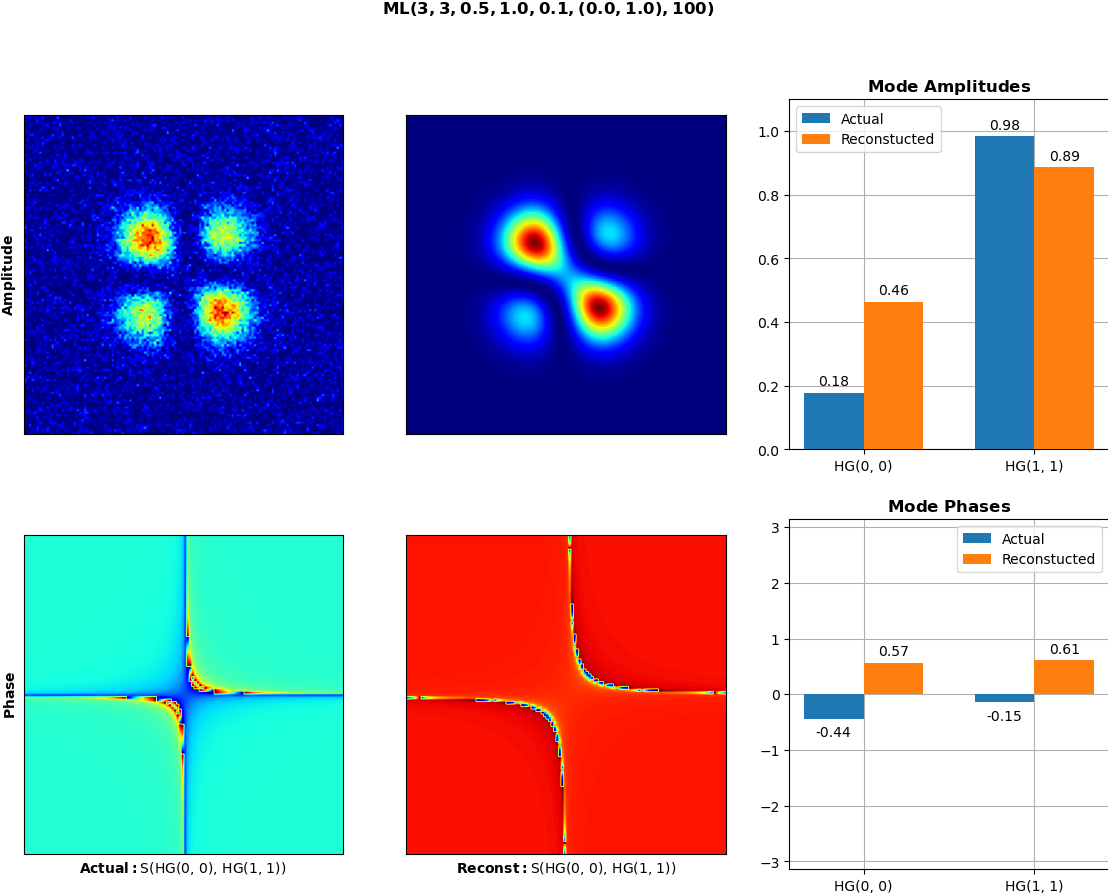 ML(3, 3, 0.5, 1.0, 0.1, (0.0, 1.0), 100)
Amplitude
Mode Amplitudes
Actual
Reconstucted
1.0
0.8
0.6
0.4
0.2
0.0
0.18
0.46
0.98
0.89
HG(0, 0)
HG(1, 1)
Phase
Actual: S(HG(0, 0), HG(1, 1))
Reconst: S(HG(0, 0), HG(1, 1))
Mode Phases
Actual
Reconstucted
3
2
1
0
−1
−2
−3
-0.44
0.57
-0.15
0.61
HG(0, 0)
HG(1, 1)